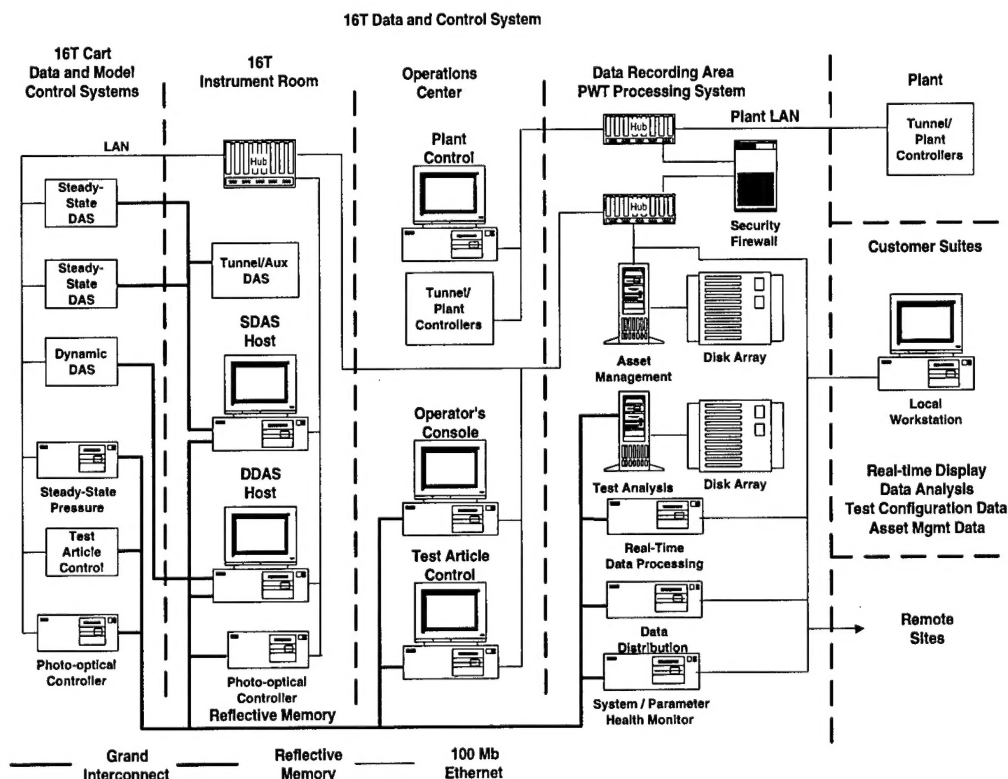 16T Data and Control System
16T Cart
Data and Model
Control Systems
16T
Instrument Room
Operations
Center
Data Recording Area
PWT Processing System
Plant
LAN
Hub
Steady-
State
DAS
Steady-
State
DAS
Dynamic
DAS
Steady-State
Pressure
Test
Article
Control
Photo-optical
Controller
Tunnel/Aux
DAS
SDAS
Host
DDAS
Host
Photo-optical
Controller
Reflective Memory
Plant
Control
Tunnel/
Plant
Controllers
Operator's
Console
Test Article
Control
Hub
Plant LAN
Hub
Security
Firewall
Asset
Management
Disk Array
Test Analysis
Disk Array
Real-Time
Data Processing
Data
Distribution
System / Parameter
Health Monitor
Tunnel/
Plant
Controllers
Customer Suites
Local
Workstation
Real-time Display
Data Analysis
Test Configuration Data
Asset Mgmt Data
Remote
Sites
Grand
Interconnect
Reflective
Memory
100 Mb
Ethernet